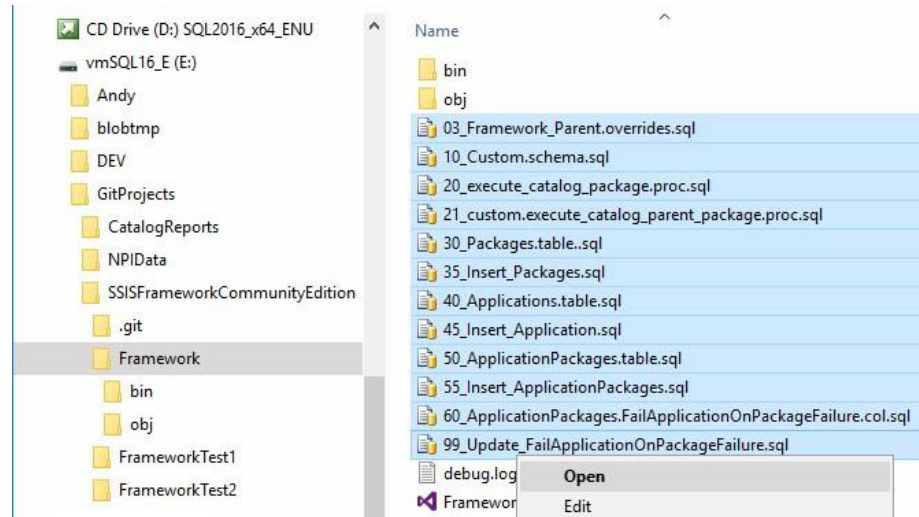 CD Drive (D:) SQL2016_x64_ENU
vmSQL16_E (E:)
Andy
blobtmp
DEV
GitProjects
CatalogReports
NPIData
SSISFrameworkCommunityEdition
.git
Framework
bin
obj
FrameworkTest1
FrameworkTest2
Name
bin
obj
03_Framework_Parent.overrides.sql
10_Custom.schema.sql
20_execute_catalog_package.proc.sql
21_custom.execute_catalog_parent_package.proc.sql
30_Packages.table..sql
35_Insert_Packages.sql
40_Applications.table.sql
45_Insert_Application.sql
50_ApplicationPackages.table.sql
55_Insert_ApplicationPackages.sql
60_ApplicationPackages.FailApplicationOnPackageFailure.col.sql
99_Update_FailApplicationOnPackageFailure.sql
debug.log
Framewor
Open
Edit